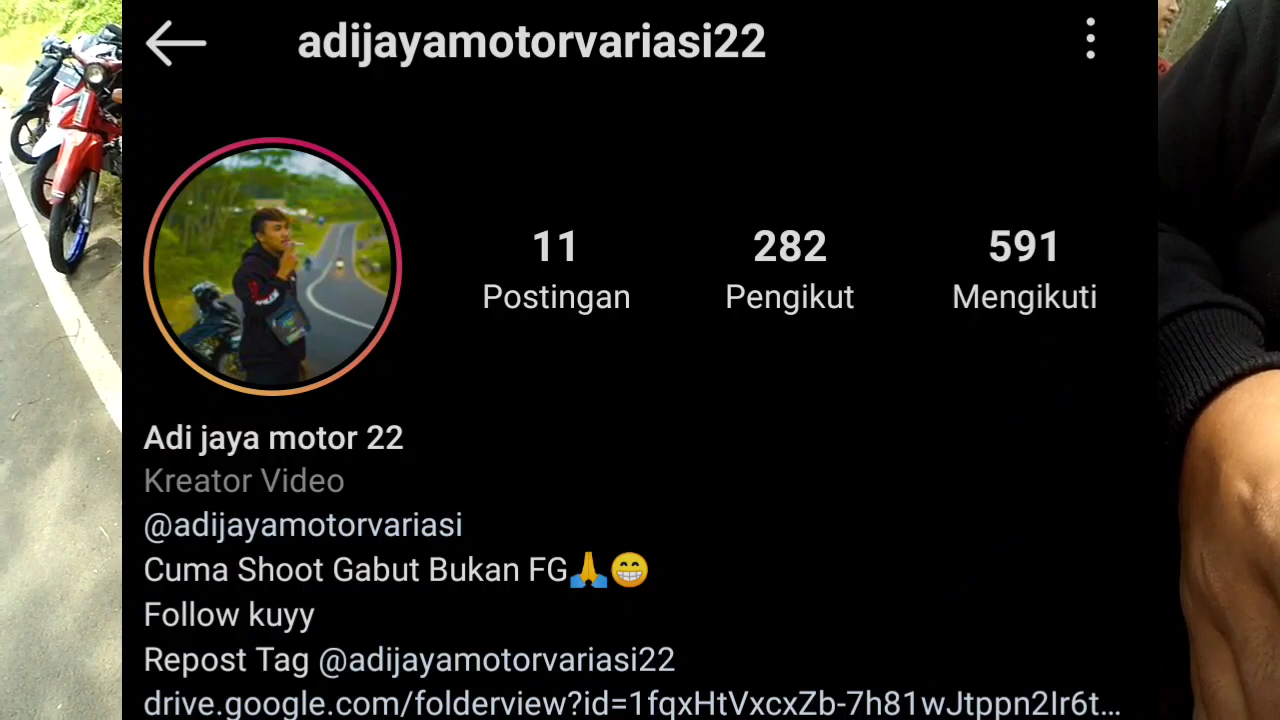 adijayamotorvariasi22
11 282 591
Postingan Pengikut Mengikuti
Adi jaya motor 22
Kreator Video
@adijayamotorvariasi
Cuma Shoot Gabut Bukan FG🙏😁
Follow kuyy
Repost Tag @adijayamotorvariasi22
drive.google.com/folderview?id=1fqxHtVxcxZb-7h81wJtppn2Ir6t...